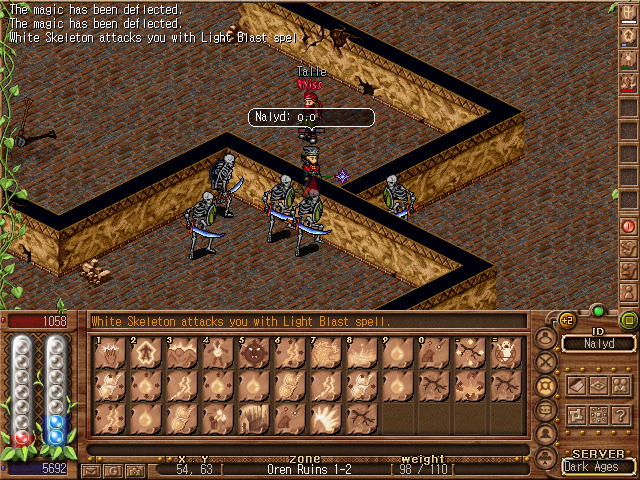 The magic has been deflected.
The magic has been deflected.
White Skeleton attacks you with Light Blast spel
Talle
Miss
Nalyd: o,o
1058
White Skeleton attacks you with Light Blast spell.
+2
ID
Nalyd
1 2 3 4 5 6 7 8 9 0 - =
?
5692
x, y zone weight
54, 63 Oren Ruins 1-2 98 / 110
SERVER
Dark Ages